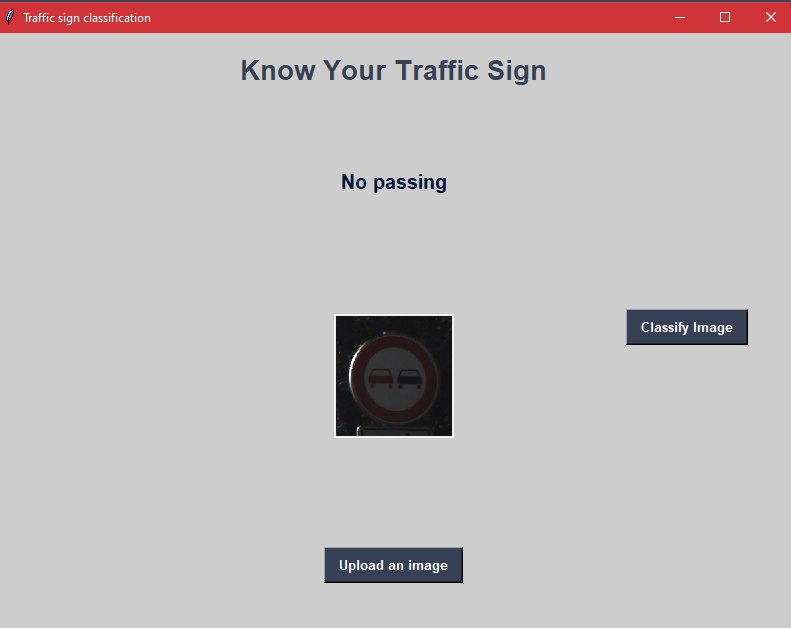 Traffic sign classification
Know Your Traffic Sign
No passing
Classify Image
Upload an image